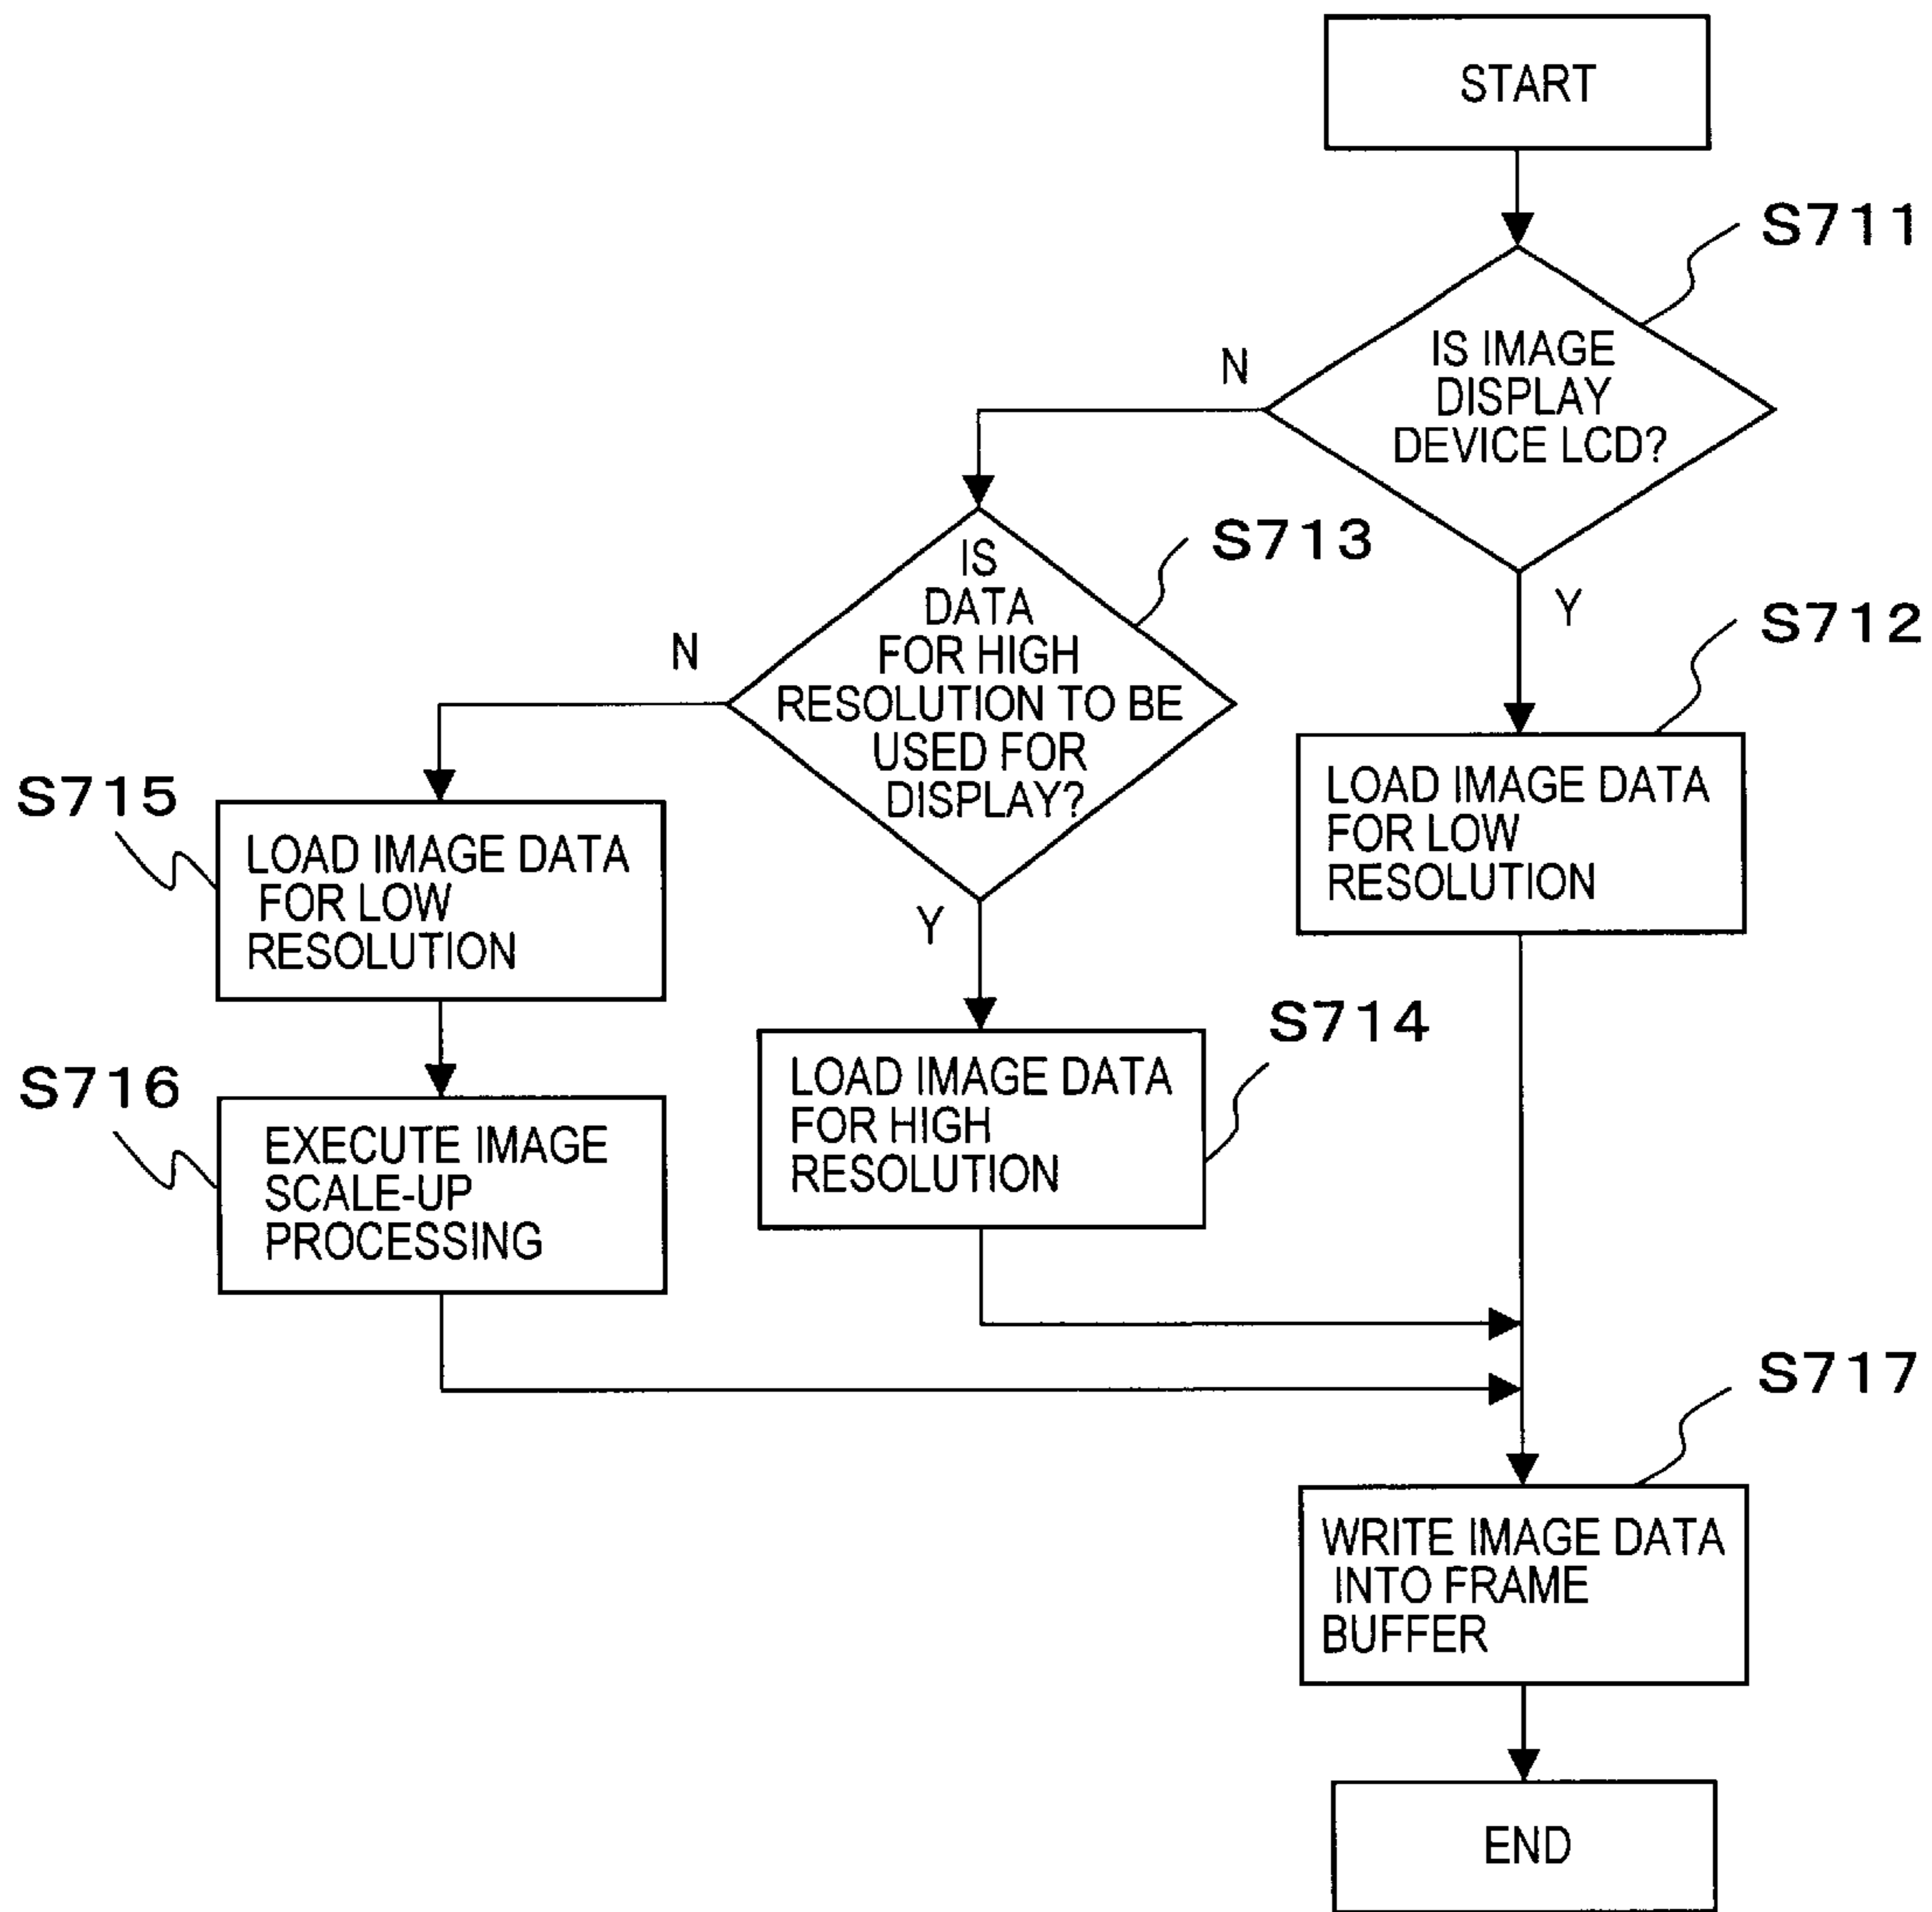 START
S711
IS IMAGE
DISPLAY
DEVICE LCD?
N
Y
S713
IS
DATA
FOR HIGH
RESOLUTION TO BE
USED FOR
DISPLAY?
N
Y
S712
LOAD IMAGE DATA
FOR LOW
RESOLUTION
S715
LOAD IMAGE DATA
FOR LOW
RESOLUTION
S714
LOAD IMAGE DATA
FOR HIGH
RESOLUTION
S716
EXECUTE IMAGE
SCALE-UP
PROCESSING
S717
WRITE IMAGE DATA
INTO FRAME
BUFFER
END